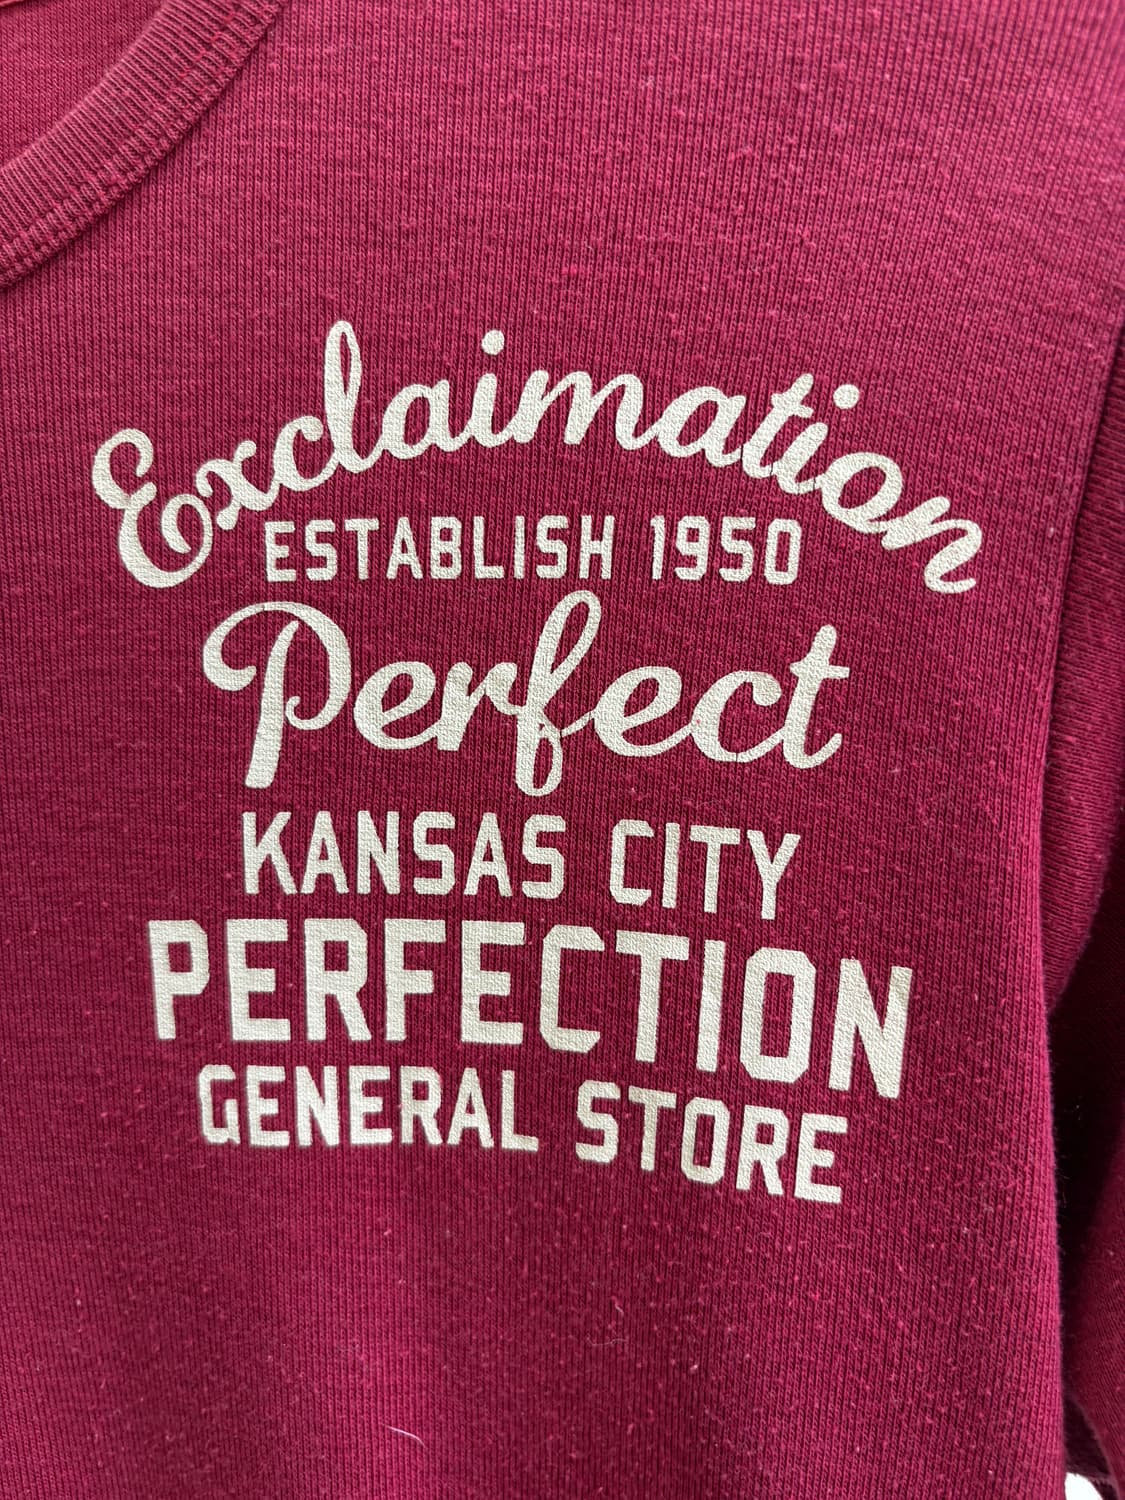 Exclaimation
ESTABLISH 1950
Perfect
KANSAS CITY
PERFECTION
GENERAL STORE